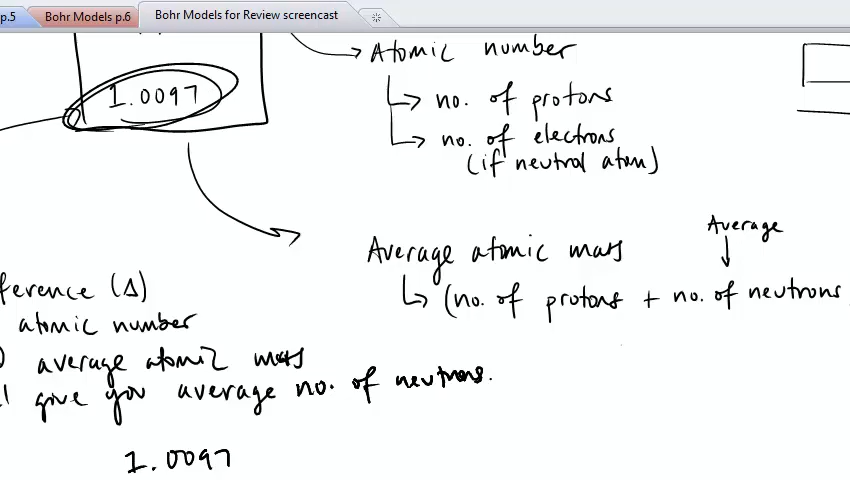 p.5
Bohr Models p.6
Bohr Models for Review screencast
Atomic number
1.0097
no. of protons
no. of electrons
(if neutral atom)
Average
Average atomic mass
(no. of protons + no. of neutrons
ference (Δ)
atomic number
average atomic mass
give you average no. of neutrons.
1.0097